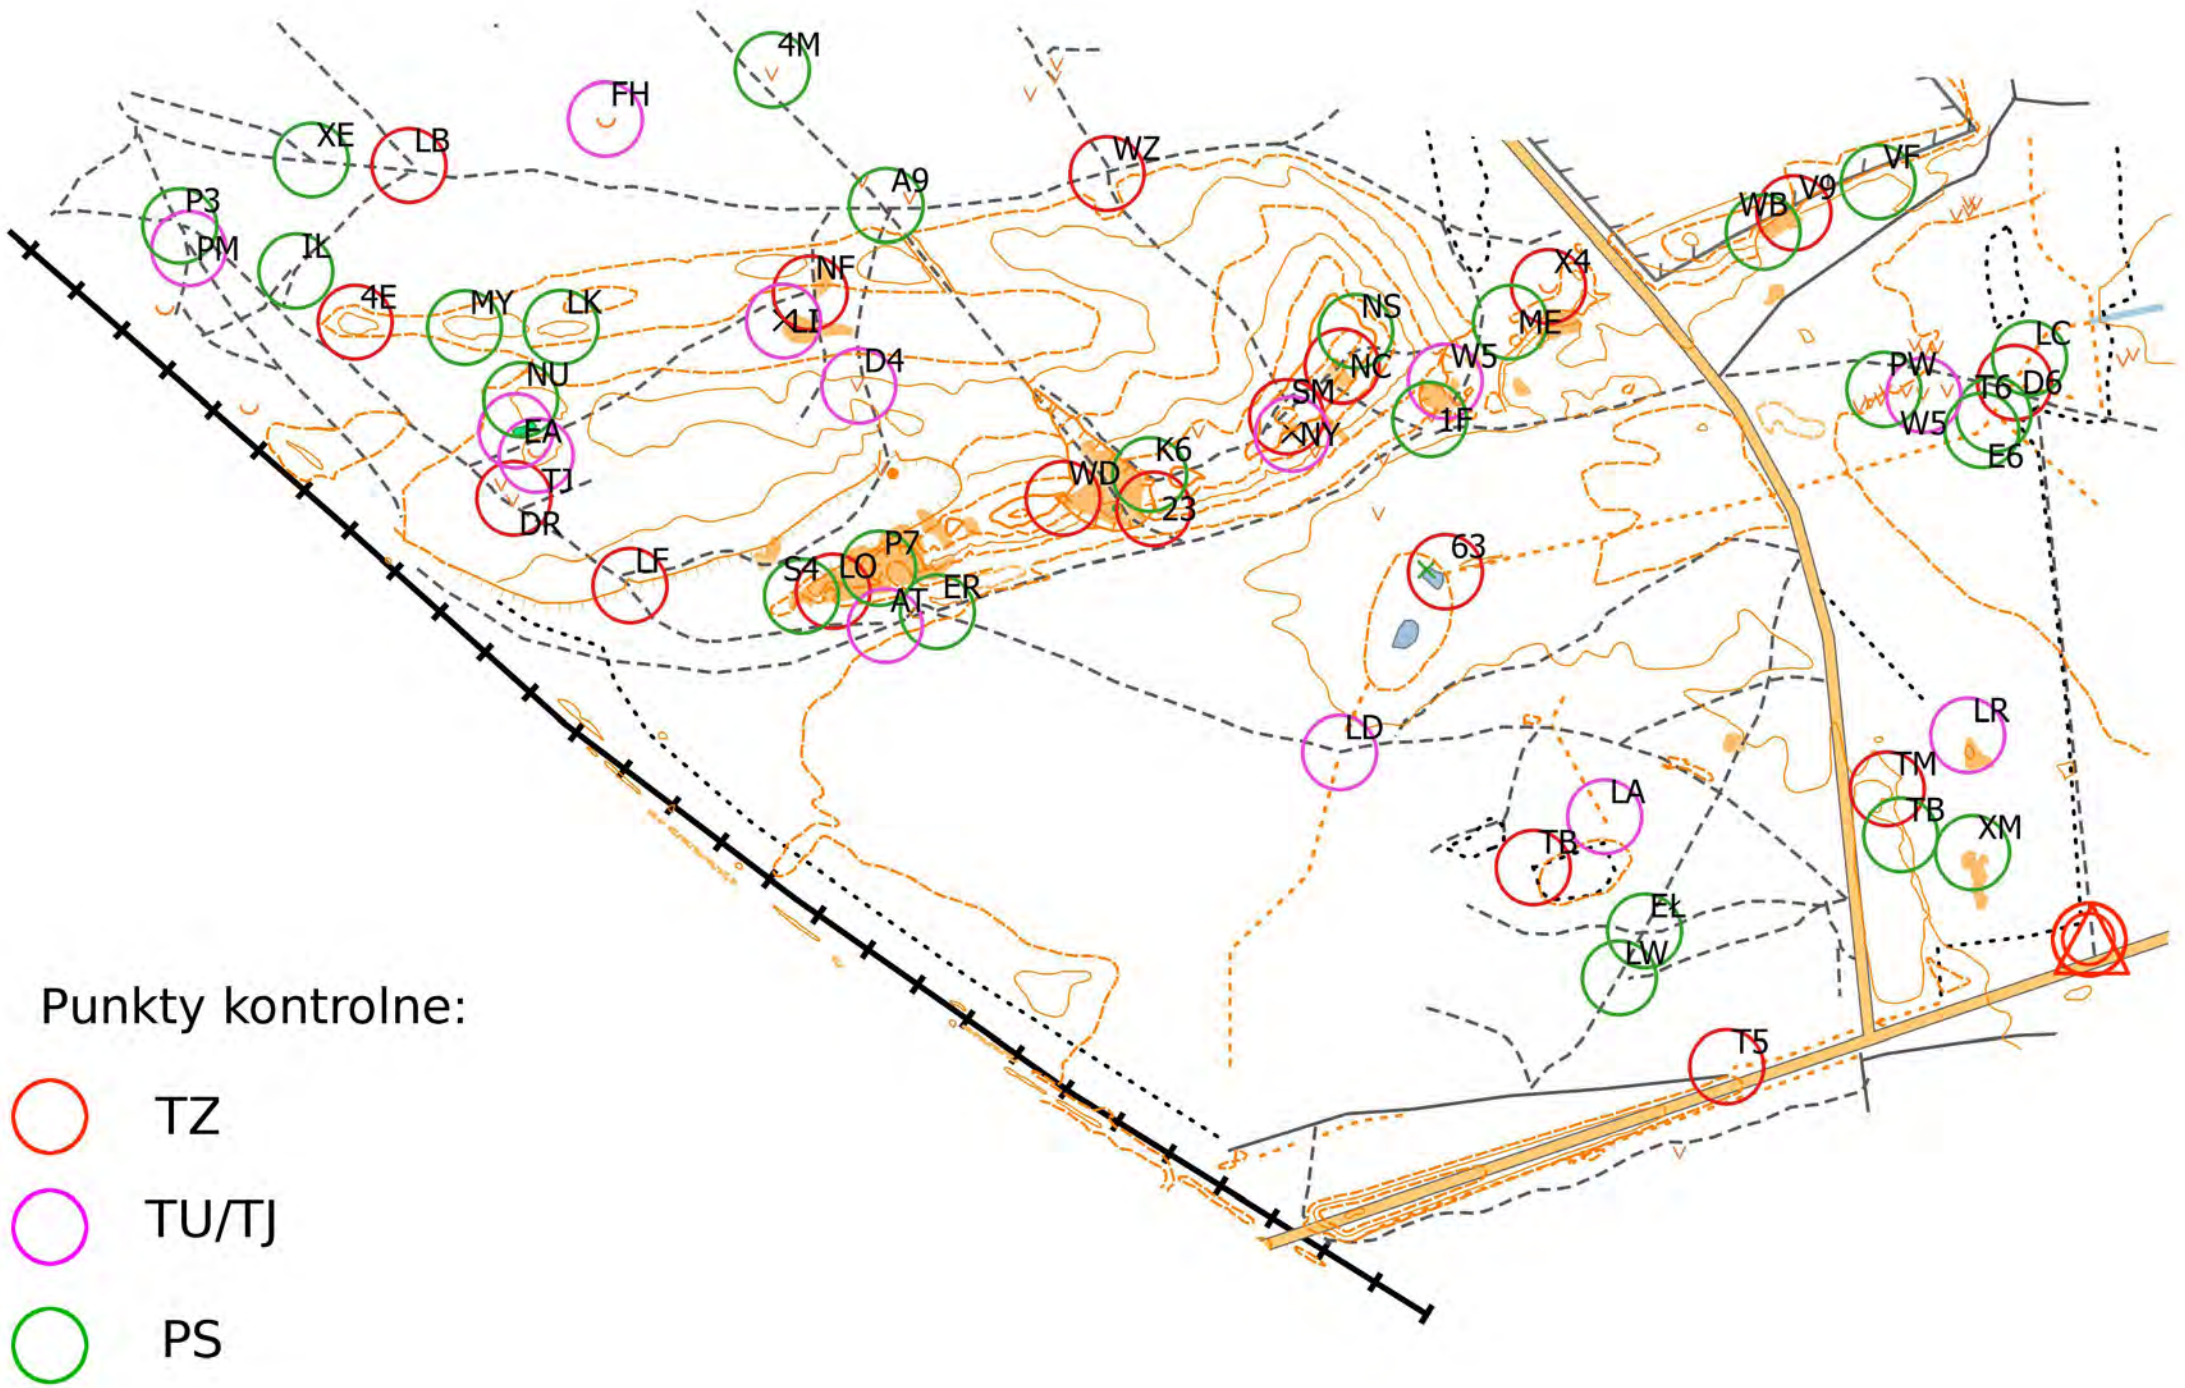 4M
FH
XE
LB
WZ
A9
VF
V9
WB
P3
PM
IL
NF
X4
4E
MY
LK
LI
NS
ME
LC
NU
D4
NC
W5
PW
T6
D6
SM
EA
NY
1F
W5
K6
E6
TJ
WD
DR
23
P7
63
LF
S4
LO
ER
AT
LR
LD
TM
LA
TB
XM
TB
EŁ
ŁW
T5
Punkty kontrolne:
TZ
TU/TJ
PS